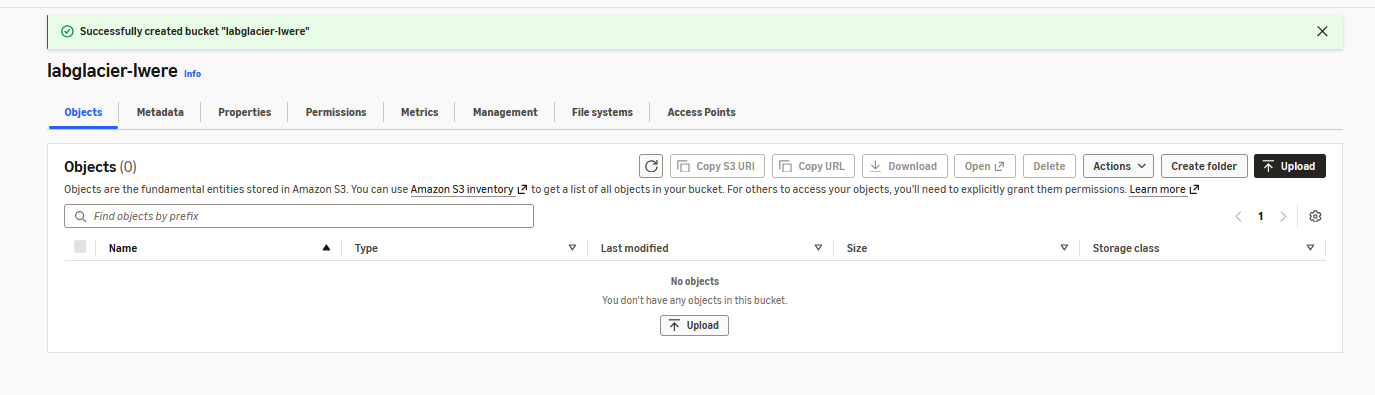 Successfully created bucket "labglacier-lwere"
labglacier-lwere Info
Objects Metadata Properties Permissions Metrics Management File systems Access Points
Objects (0) Copy S3 URI Copy URL Download Open Delete Actions Create folder Upload
Objects are the fundamental entities stored in Amazon S3. You can use Amazon S3 inventory to get a list of all objects in your bucket. For others to access your objects, you'll need to explicitly grant them permissions. Learn more
Find objects by prefix 1
Name Type Last modified Size Storage class
No objects
You don't have any objects in this bucket.
Upload